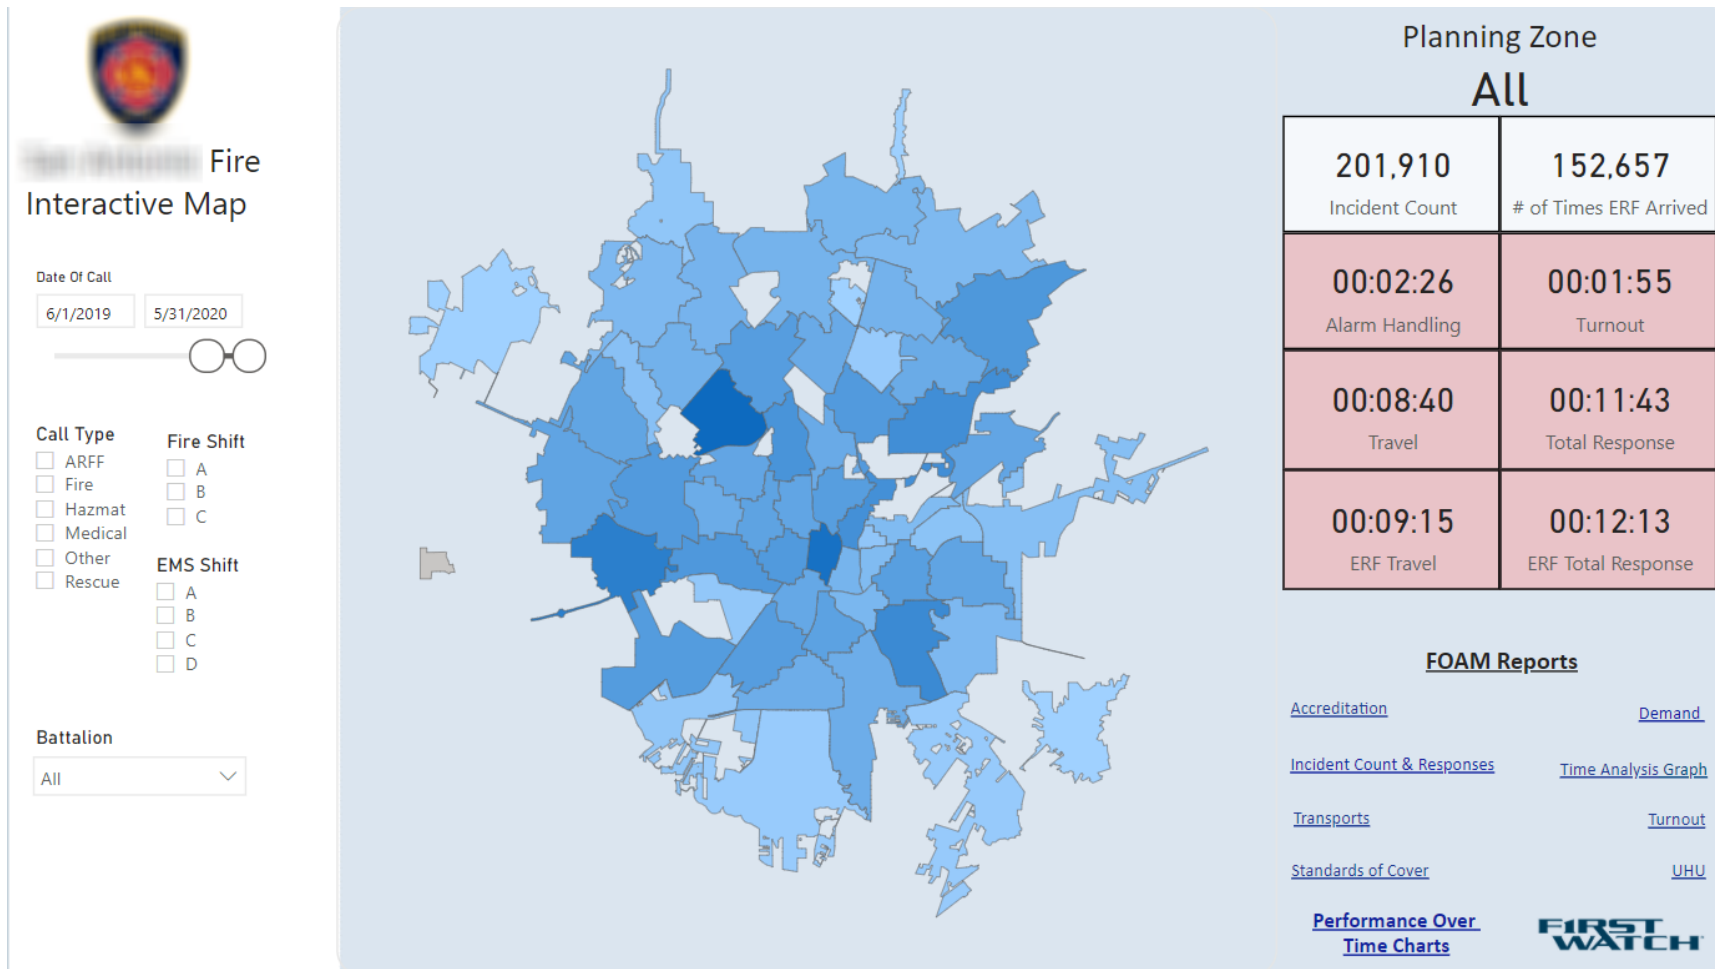 Fire
Interactive Map
Date Of Call
6/1/2019
5/31/2020
Call Type
ARFF
Fire
Hazmat
Medical
Other
Rescue
Fire Shift
A
B
C
EMS Shift
A
B
C
D
Battalion
All
Planning Zone
All
201,910
Incident Count
152,657
# of Times ERF Arrived
00:02:26
Alarm Handling
00:01:55
Turnout
00:08:40
Travel
00:11:43
Total Response
00:09:15
ERF Travel
00:12:13
ERF Total Response
FOAM Reports
Accreditation
Demand
Incident Count & Responses
Time Analysis Graph
Transports
Turnout
Standards of Cover
UHU
Performance Over
Time Charts
FIRST
WATCH